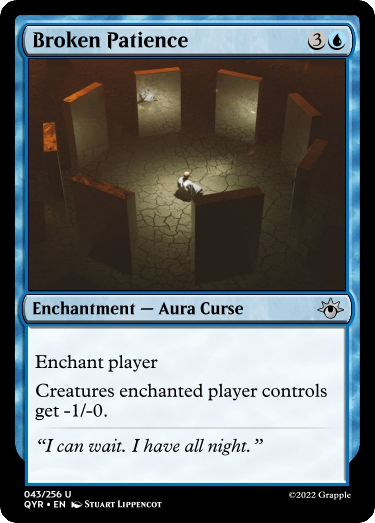 Broken Patience 3
Enchantment — Aura Curse
Enchant player
Creatures enchanted player controls
get -1/-0.
“I can wait. I have all night.”
043/256 U
QYR • EN Stuart Lippencot
©2022 Grapple